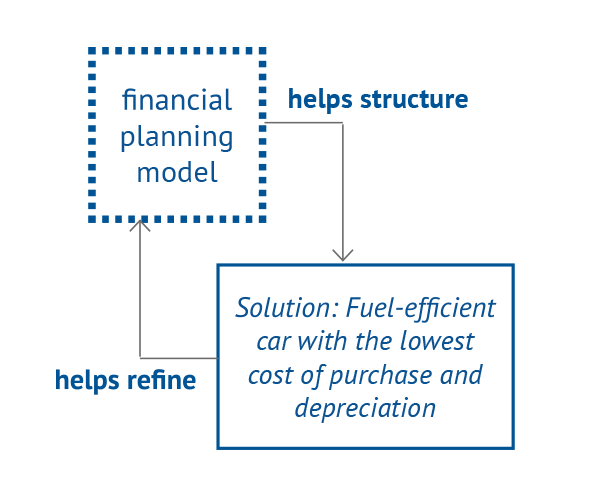 financial
planning
model
helps structure
Solution: Fuel-efficient
car with the lowest
cost of purchase and
depreciation
helps refine